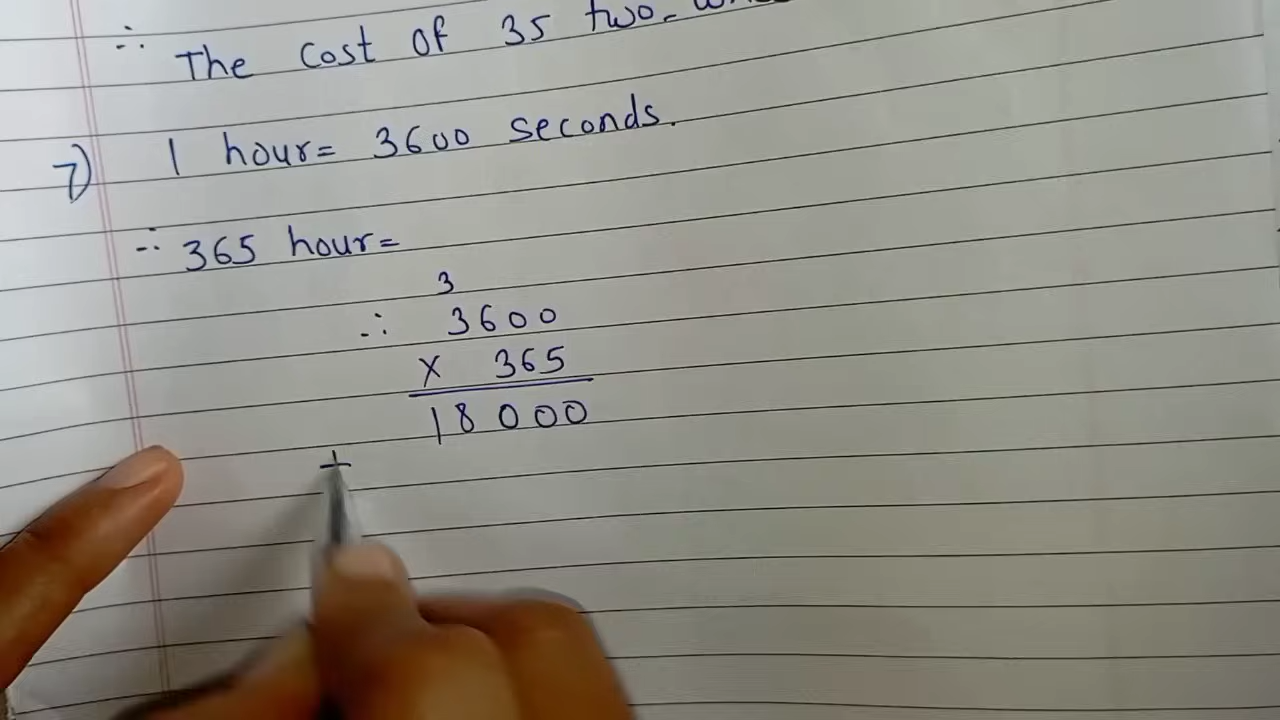 ∴ The cost of 35 two-
7) 1 hour= 3600 seconds.
∴ 365 hour=
3
∴ 3600
X 365
18000
+